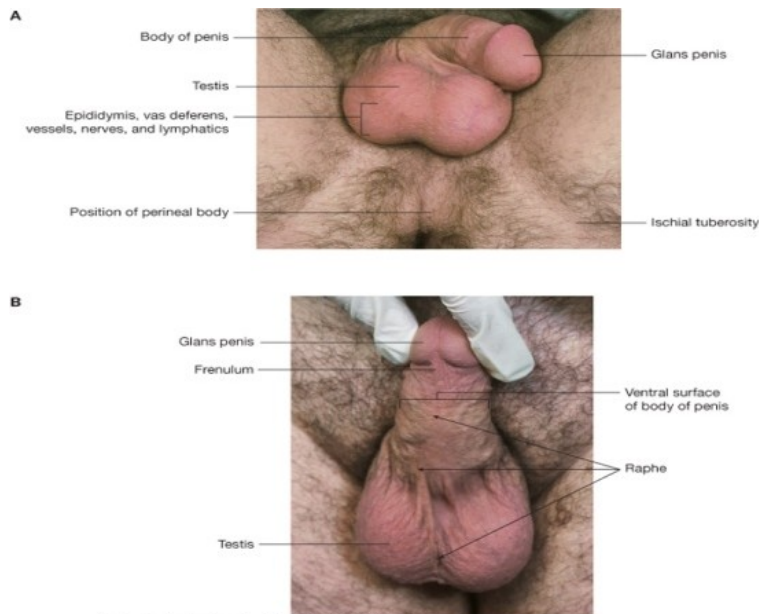 A
Body of penis
Glans penis
Testis
Epididymis, vas deferens,
vessels, nerves, and lymphatics
Position of perineal body
Ischial tuberosity
B
Glans penis
Frenulum
Ventral surface
of body of penis
Raphe
Testis